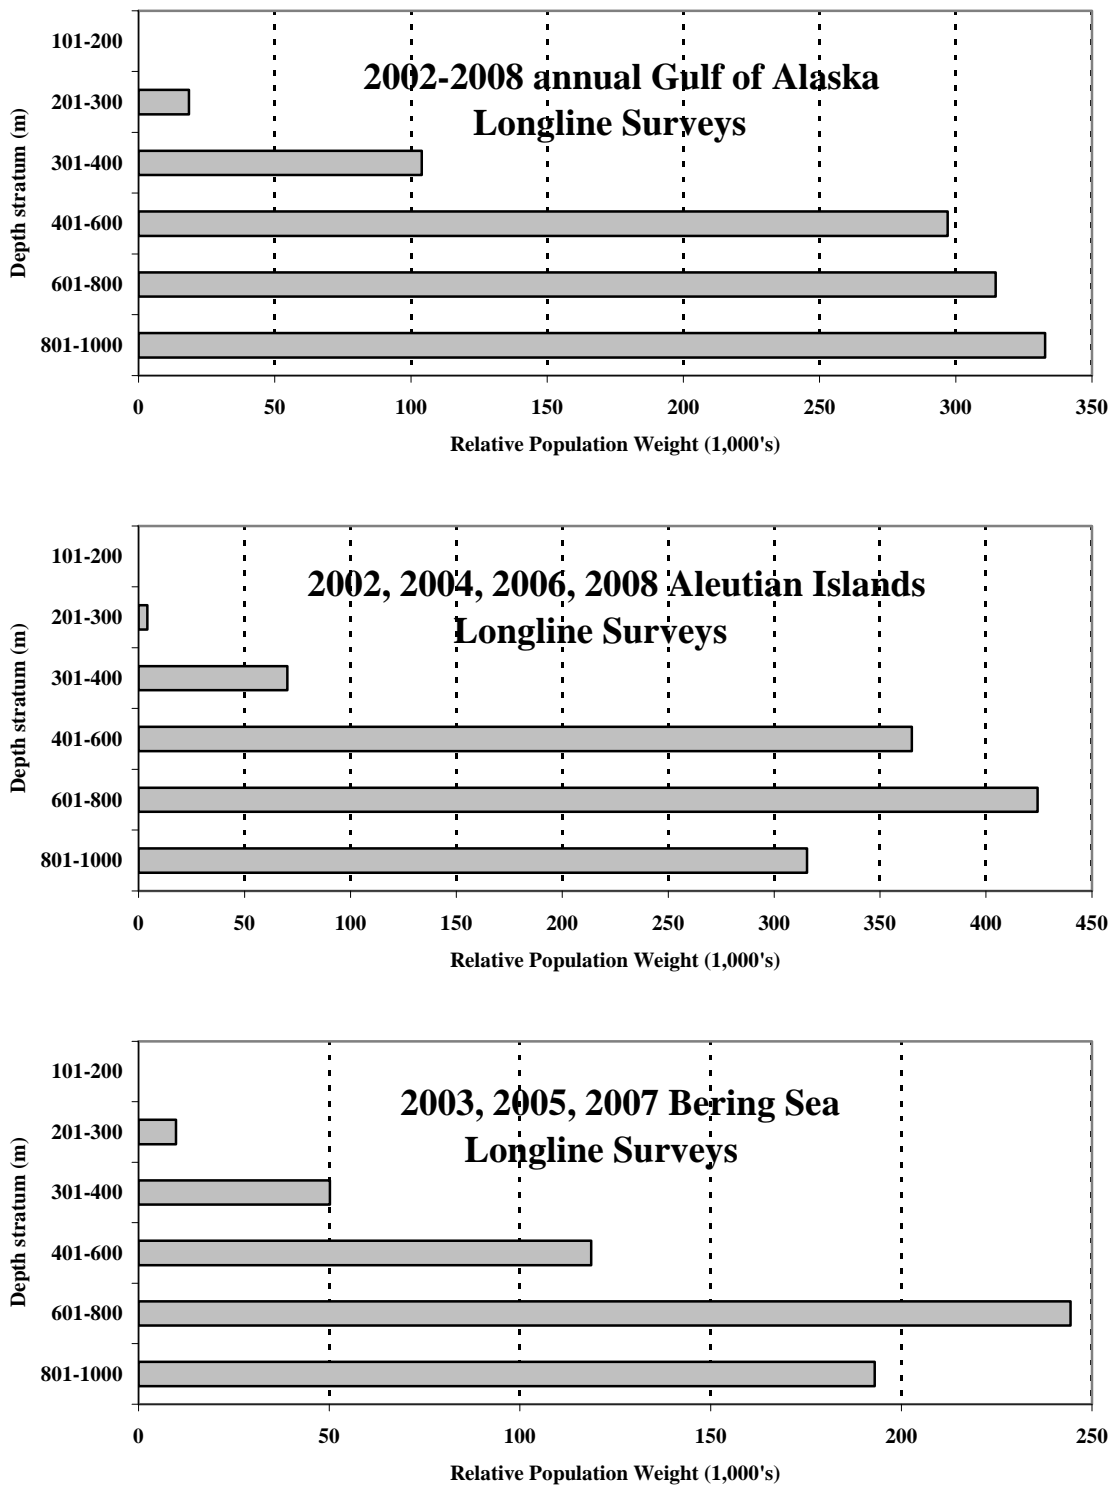 2002-2008 annual Gulf of Alaska
Longline Surveys
Depth stratum (m)
101-200
201-300
301-400
401-600
601-800
801-1000
0 50 100 150 200 250 300 350
Relative Population Weight (1,000's)
2002, 2004, 2006, 2008 Aleutian Islands
Longline Surveys
Depth stratum (m)
101-200
201-300
301-400
401-600
601-800
801-1000
0 50 100 150 200 250 300 350 400 450
Relative Population Weight (1,000's)
2003, 2005, 2007 Bering Sea
Longline Surveys
Depth stratum (m)
101-200
201-300
301-400
401-600
601-800
801-1000
0 50 100 150 200 250
Relative Population Weight (1,000's)